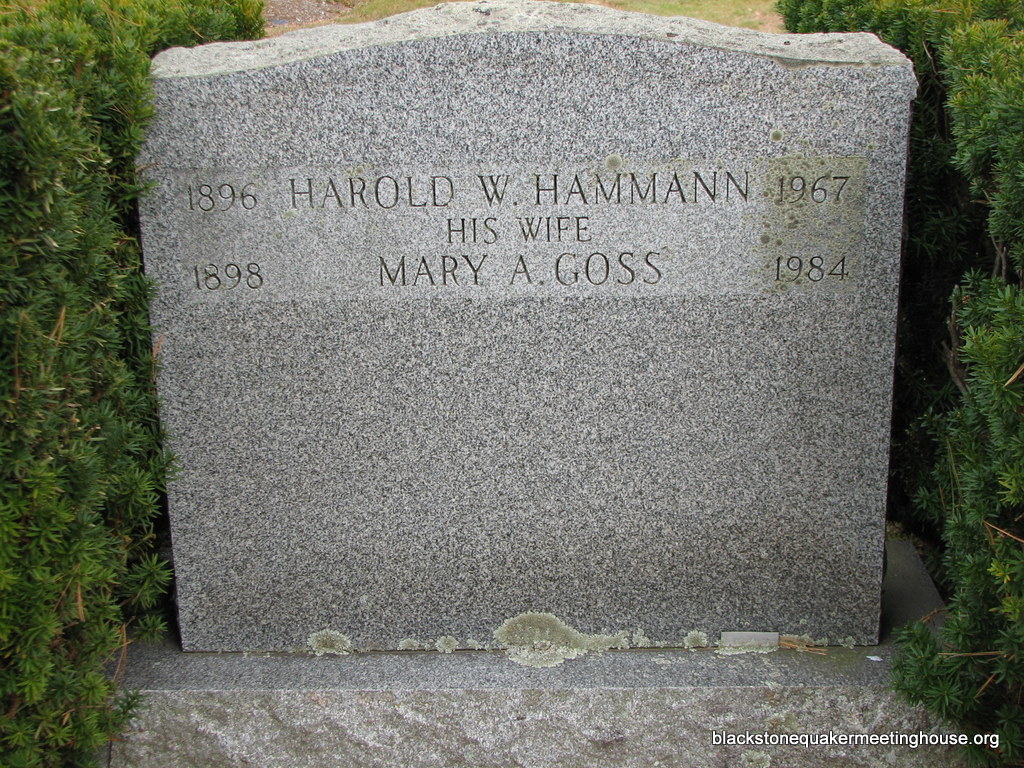 1896 HAROLD W. HAMMANN 1967
HIS WIFE
1898 MARY A. GOSS 1984
blackstonequakermeetinghouse.org